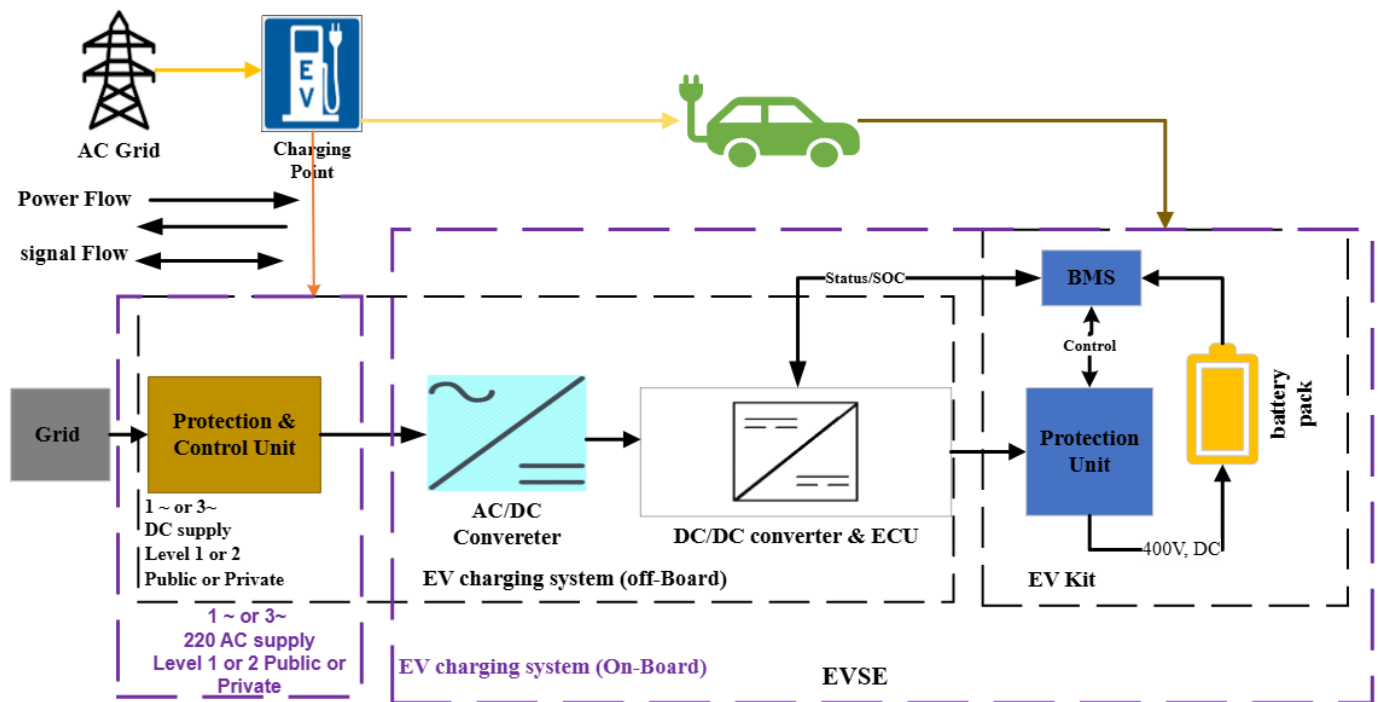 E
V
AC Grid
Charging
Point
Power Flow
signal Flow
Status/SOC
BMS
Control
battery
pack
Grid
Protection &
Control Unit
Protection
Unit
1 ~ or 3~
DC supply
Level 1 or 2
Public or Private
AC/DC
Convereter
DC/DC converter & ECU
400V, DC
EV charging system (off-Board)
EV Kit
1 ~ or 3~
220 AC supply
Level 1 or 2 Public or
Private
EV charging system (On-Board)
EVSE